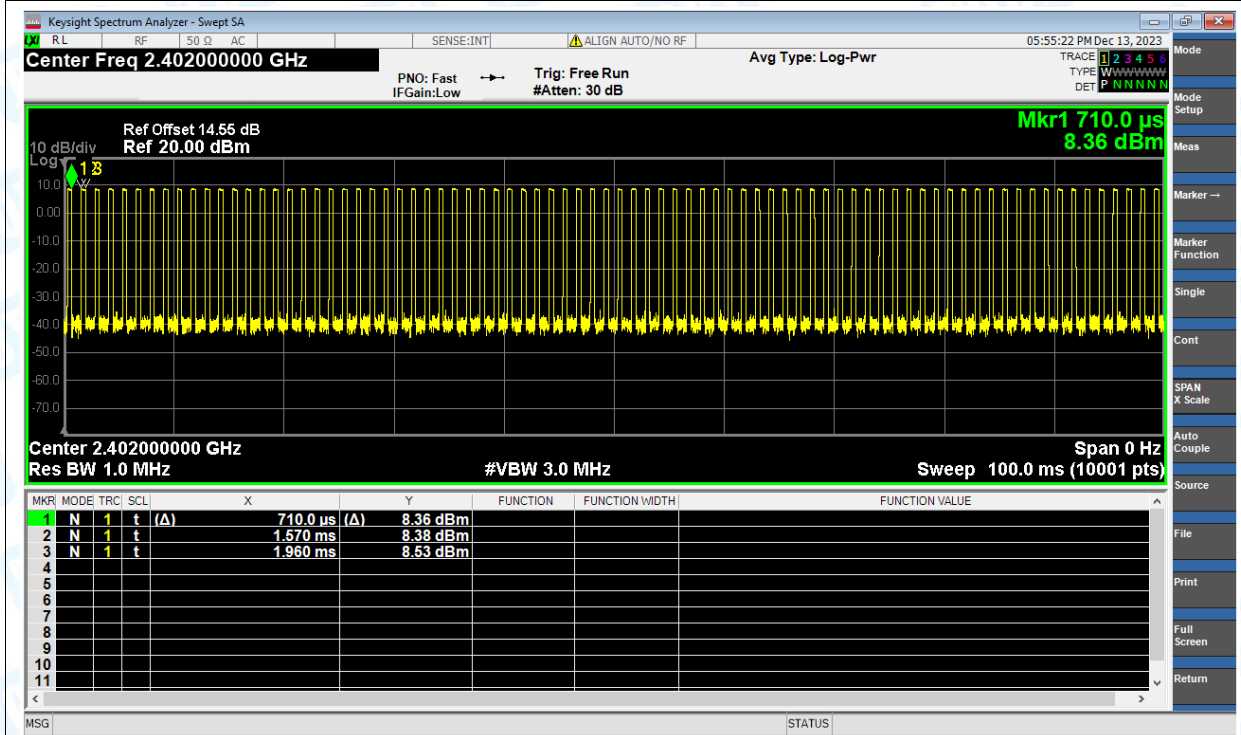 Keysight Spectrum Analyzer - Swept SA
LXI RL RF 50 Ω AC SENSE:INT ALIGN AUTO/NO RF 05:55:22 PM Dec 13, 2023
Center Freq 2.402000000 GHz
PNO: Fast
IFGain:Low
Trig: Free Run
#Atten: 30 dB
Avg Type: Log-Pwr
TRACE 1 2 3 4 5 6
TYPE WWWWWW
DET P N N N N N
Ref Offset 14.55 dB
10 dB/div Ref 20.00 dBm
Log
Mkr1 710.0 µs
8.36 dBm
1 2 3
10.0
0.00
-10.0
-20.0
-30.0
-40.0
-50.0
-60.0
-70.0
Center 2.402000000 GHz Span 0 Hz
Res BW 1.0 MHz #VBW 3.0 MHz Sweep 100.0 ms (10001 pts)
MKR MODE TRC SCL X Y FUNCTION FUNCTION WIDTH FUNCTION VALUE
1 N 1 t (Δ) 710.0 µs (Δ) 8.36 dBm
2 N 1 t 1.570 ms 8.38 dBm
3 N 1 t 1.960 ms 8.53 dBm
4
5
6
7
8
9
10
11
MSG STATUS
Mode
Mode
Setup
Meas
Marker →
Marker
Function
Single
Cont
SPAN
X Scale
Auto
Couple
Source
File
Print
Full
Screen
Return